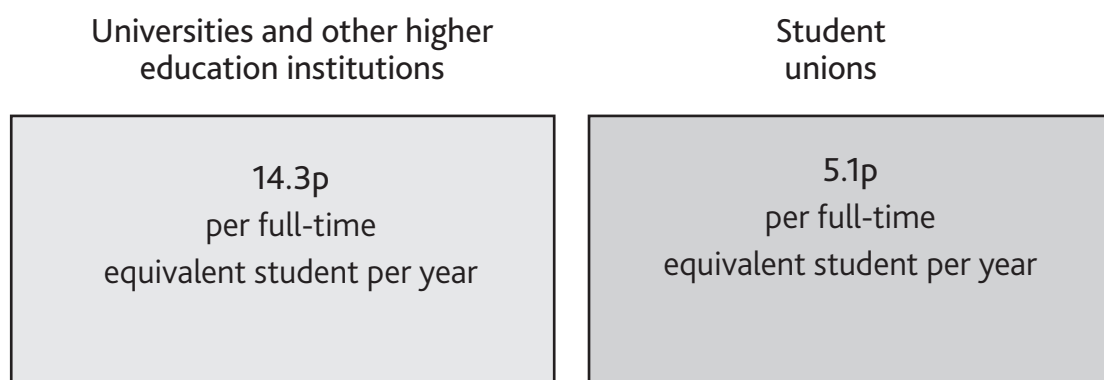 Universities and other higher
education institutions
Student
unions
14.3p
per full-time
equivalent student per year
5.1p
per full-time
equivalent student per year